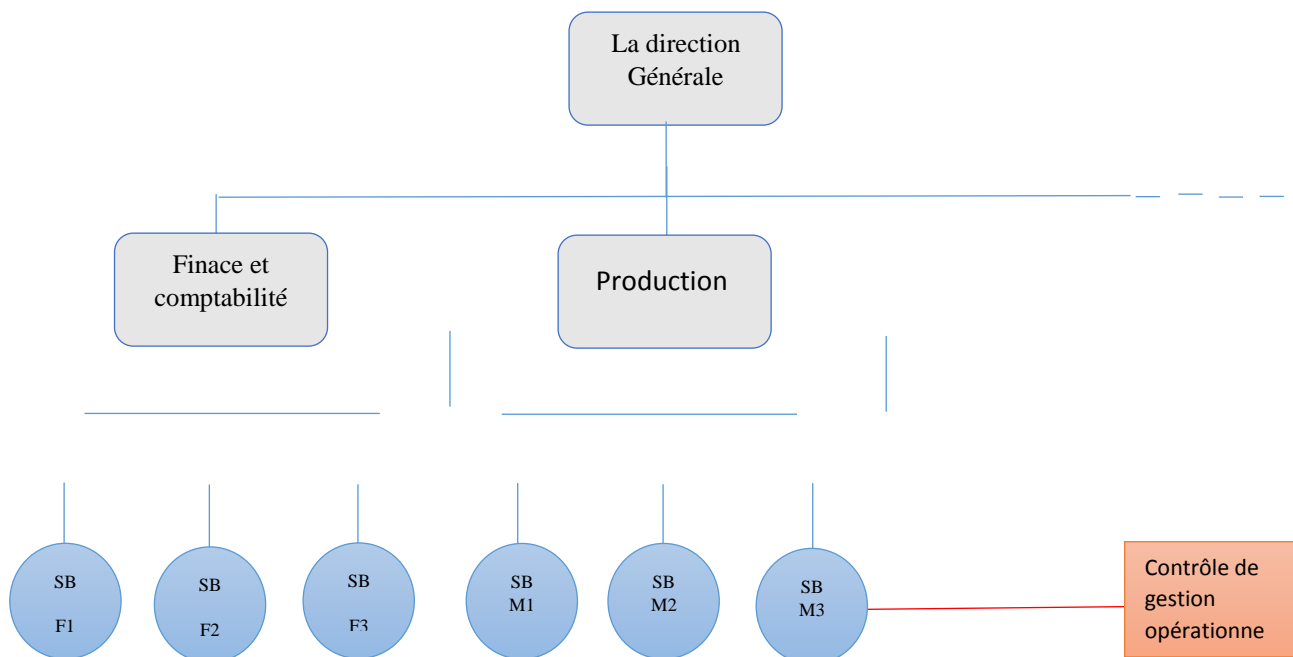 La direction
Générale
Finace et
comptabilité
Production
SB
F1
SB
F2
SB
F3
SB
M1
SB
M2
SB
M3
Contrôle de
gestion
opérationne